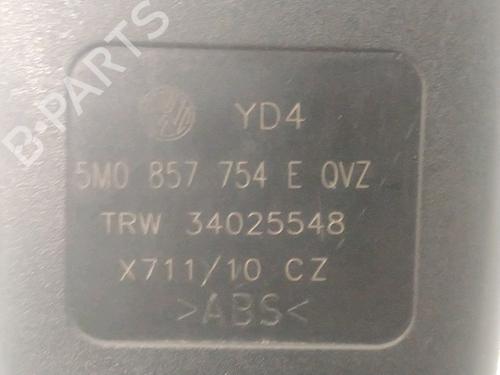 B-PARTS
YD4
5M0 857 754 E QVZ
TRW 34025548
X711/10 CZ
>ABS<